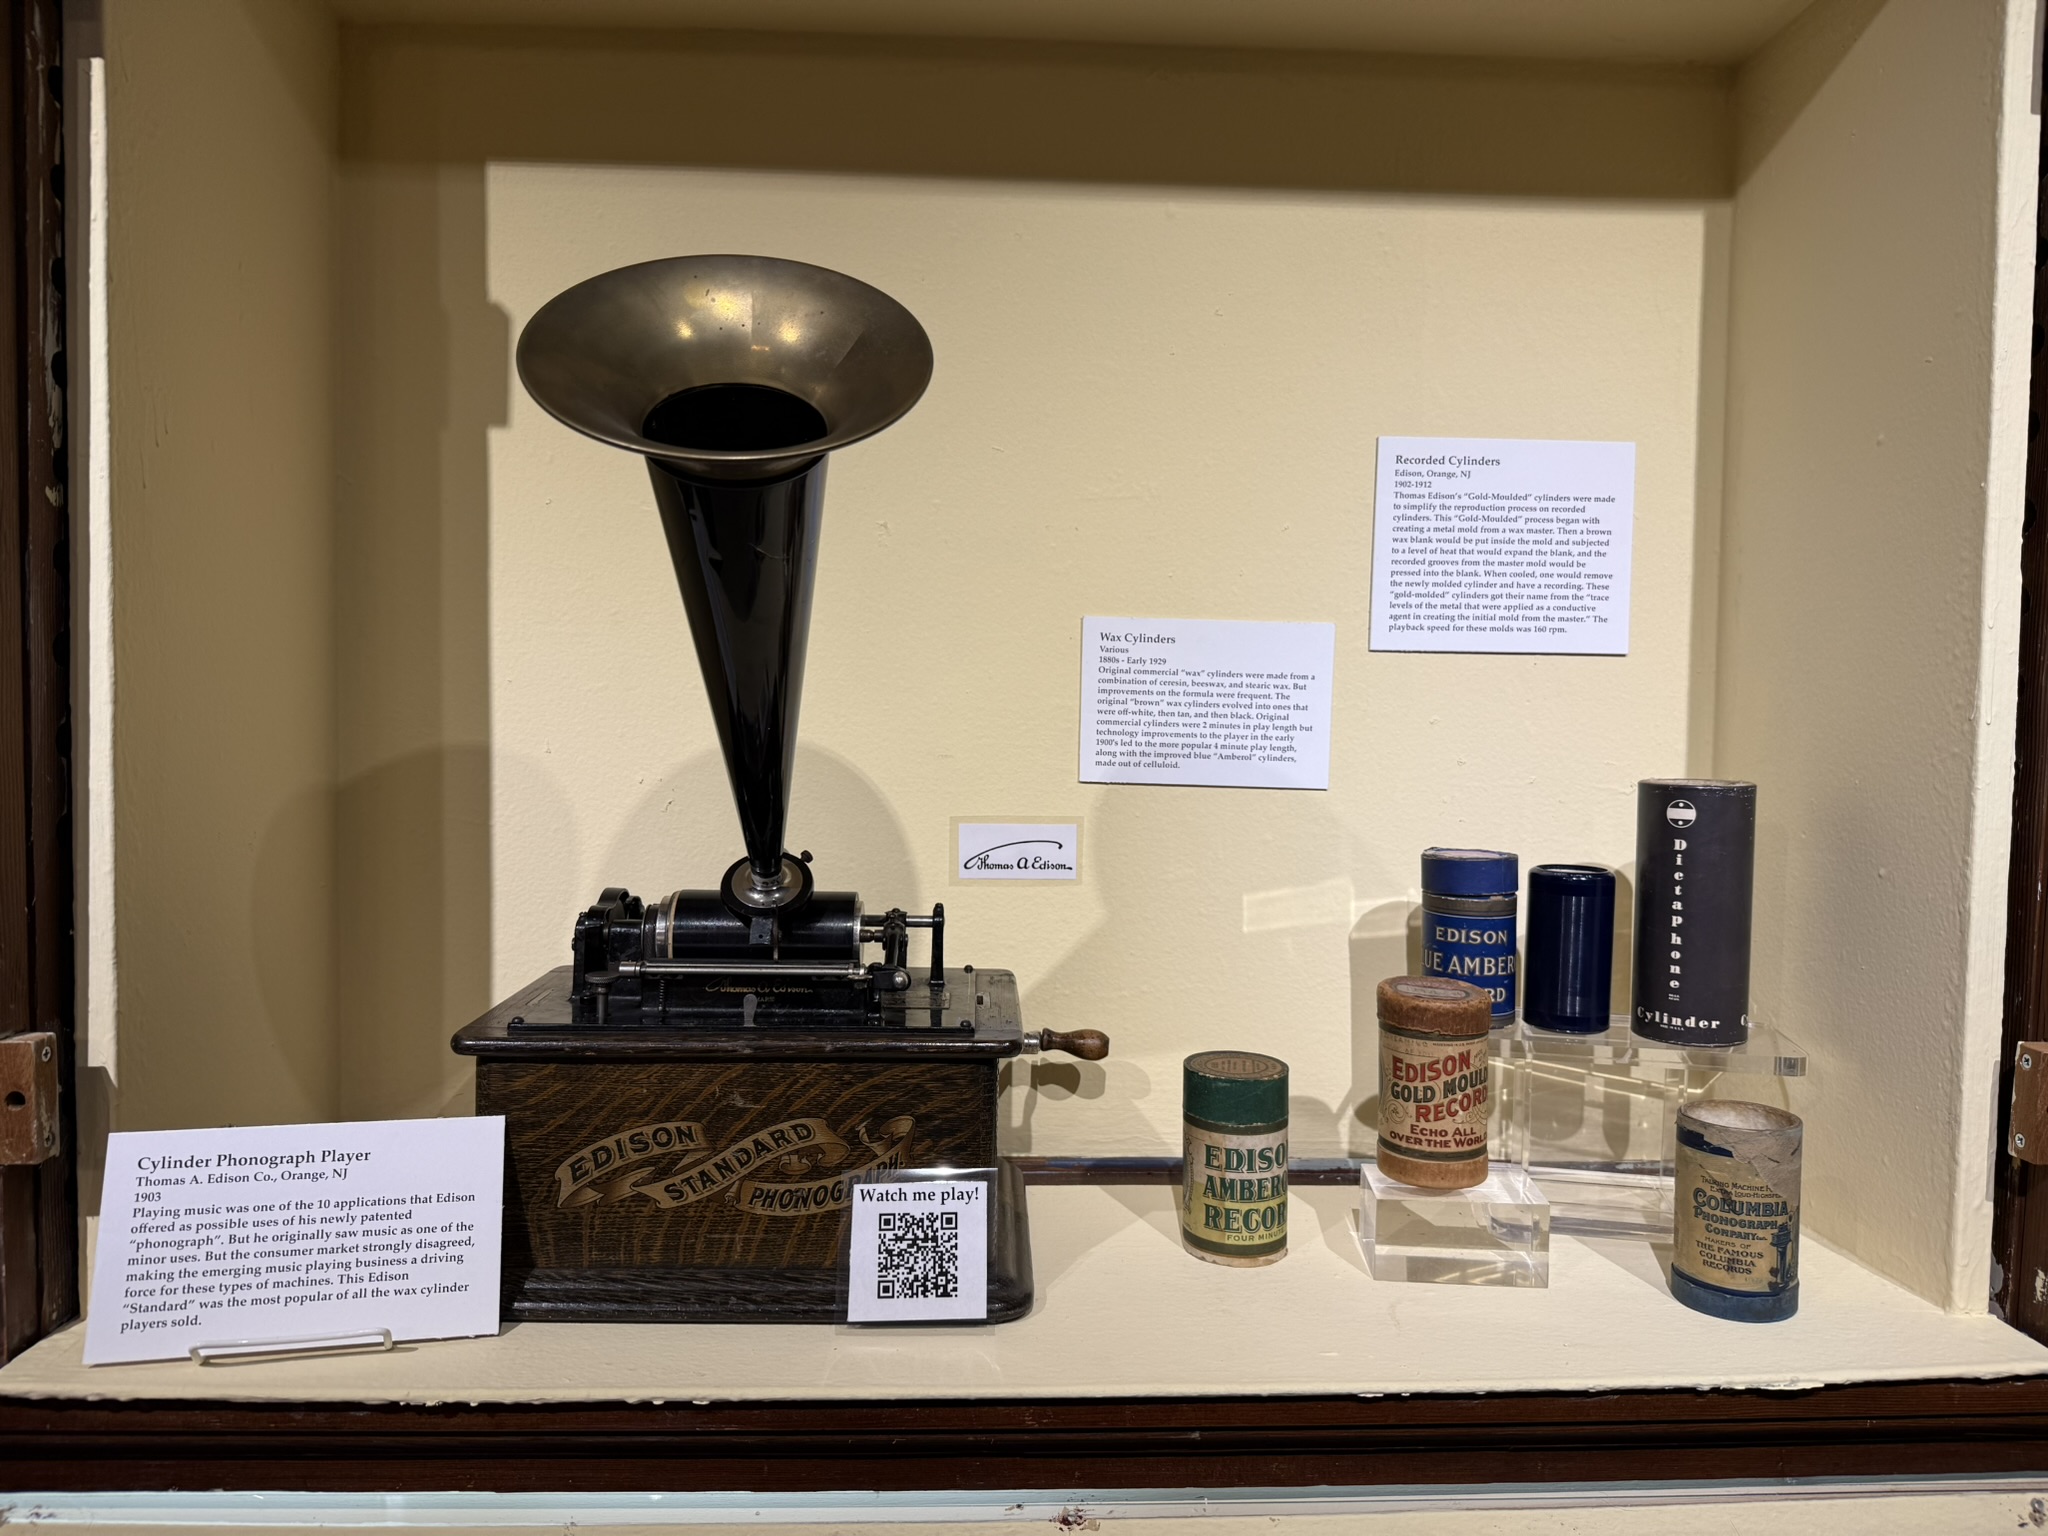 Recorded Cylinders
Edison, Orange, NJ
1902-1912
Thomas Edison's "Gold-Moulded" cylinders were made
to simplify the reproduction process on recorded
cylinders. This "Gold-Moulded" process began with
creating a metal mold from a wax master. Then a brown
wax blank would be put inside the mold and subjected
to a level of heat that would expand the blank, and the
recorded grooves from the master mold would be
pressed into the blank. When cooled, one would remove
the newly molded cylinder and have a recording. These
"gold-molded" cylinders got their name from the "trace
levels of the metal that were applied as a conductive
agent in creating the initial mold from the master." The
playback speed for these molds was 160 rpm.
Wax Cylinders
Various
1880s - Early 1929
Original commercial "wax" cylinders were made from a
combination of ceresin, beeswax, and stearic wax. But
improvements on the formula were frequent. The
original "brown" wax cylinders evolved into ones that
were off-white, then tan, and then black. Original
commercial cylinders were 2 minutes in play length but
technology improvements to the player in the early
1900's led to the more popular 4 minute play length,
along with the improved blue "Amberol" cylinders,
made out of celluloid.
Thomas A Edison
Thomas A Edison
EDISON
STANDARD
PHONOGRAPH
Watch me play!
Cylinder Phonograph Player
Thomas A. Edison Co., Orange, NJ
1903
Playing music was one of the 10 applications that Edison
offered as possible uses of his newly patented
"phonograph". But he originally saw music as one of the
minor uses. But the consumer market strongly disagreed,
making the emerging music playing business a driving
force for these types of machines. This Edison
"Standard" was the most popular of all the wax cylinder
players sold.
EDISON
UE AMBER
RD
Dictaphone
Cylinder
EDISON
GOLD MOUL
RECORD
ECHO ALL
OVER THE WORL
EDISO
AMBERO
RECOR
FOUR MINUT
COLUMBIA
PHONOGRAPH
COMPANY
MAKERS OF
THE FAMOUS
COLUMBIA
RECORDS